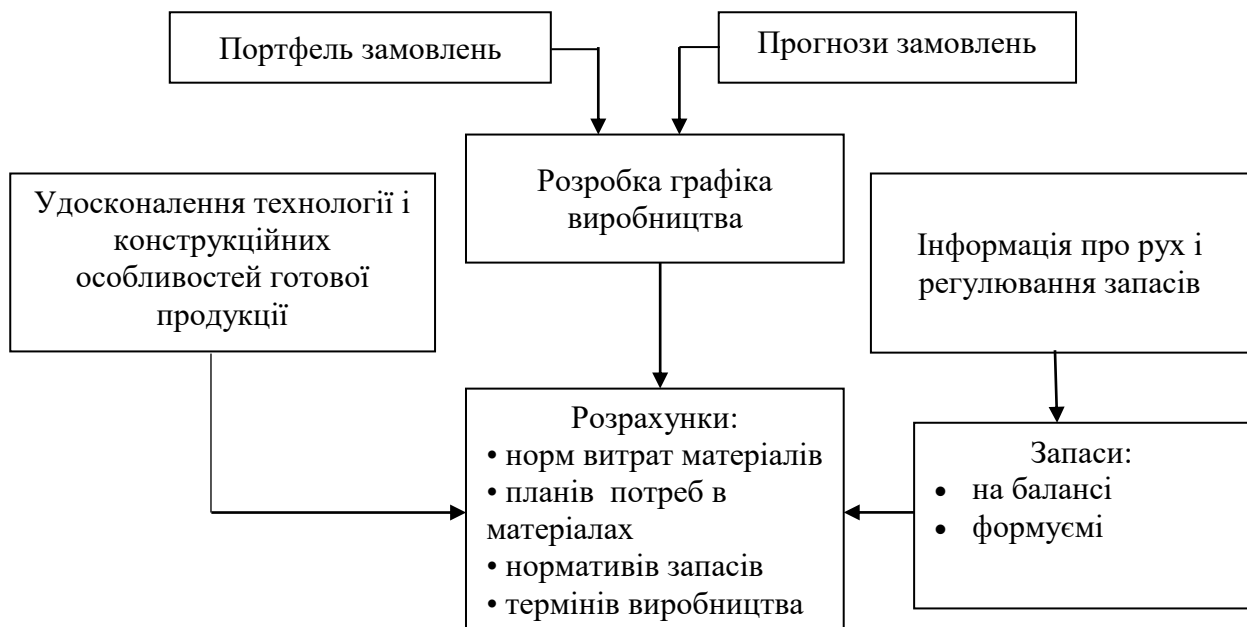 Портфель замовлень
Прогнози замовлень
Розробка графіка
виробництва
Удосконалення технології і
конструкційних
особливостей готової
продукції
Інформація про рух і
регулювання запасів
Розрахунки:
• норм витрат матеріалів
• планів потреб в
матеріалах
• нормативів запасів
• термінів виробництва
Запаси:
• на балансі
• формуємі